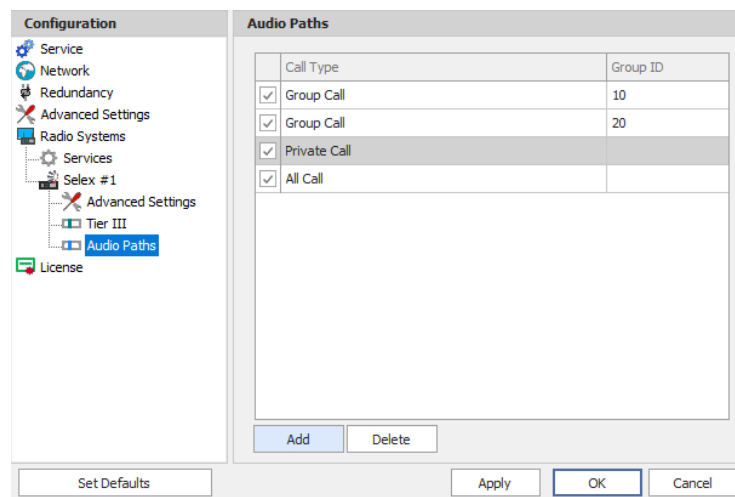 Configuration
Service
Network
Redundancy
Advanced Settings
Radio Systems
Services
Selex #1
Advanced Settings
Tier III
Audio Paths
License
Audio Paths
Call Type Group ID
Group Call 10
Group Call 20
Private Call
All Call
Add Delete
Set Defaults Apply OK Cancel